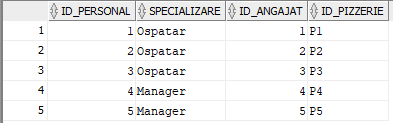 ID_PERSONAL SPECIALIZARE ID_ANGAJAT ID_PIZZERIE
1 1 Ospatar 1 P1
2 2 Ospatar 2 P2
3 3 Ospatar 3 P3
4 4 Manager 4 P4
5 5 Manager 5 P5